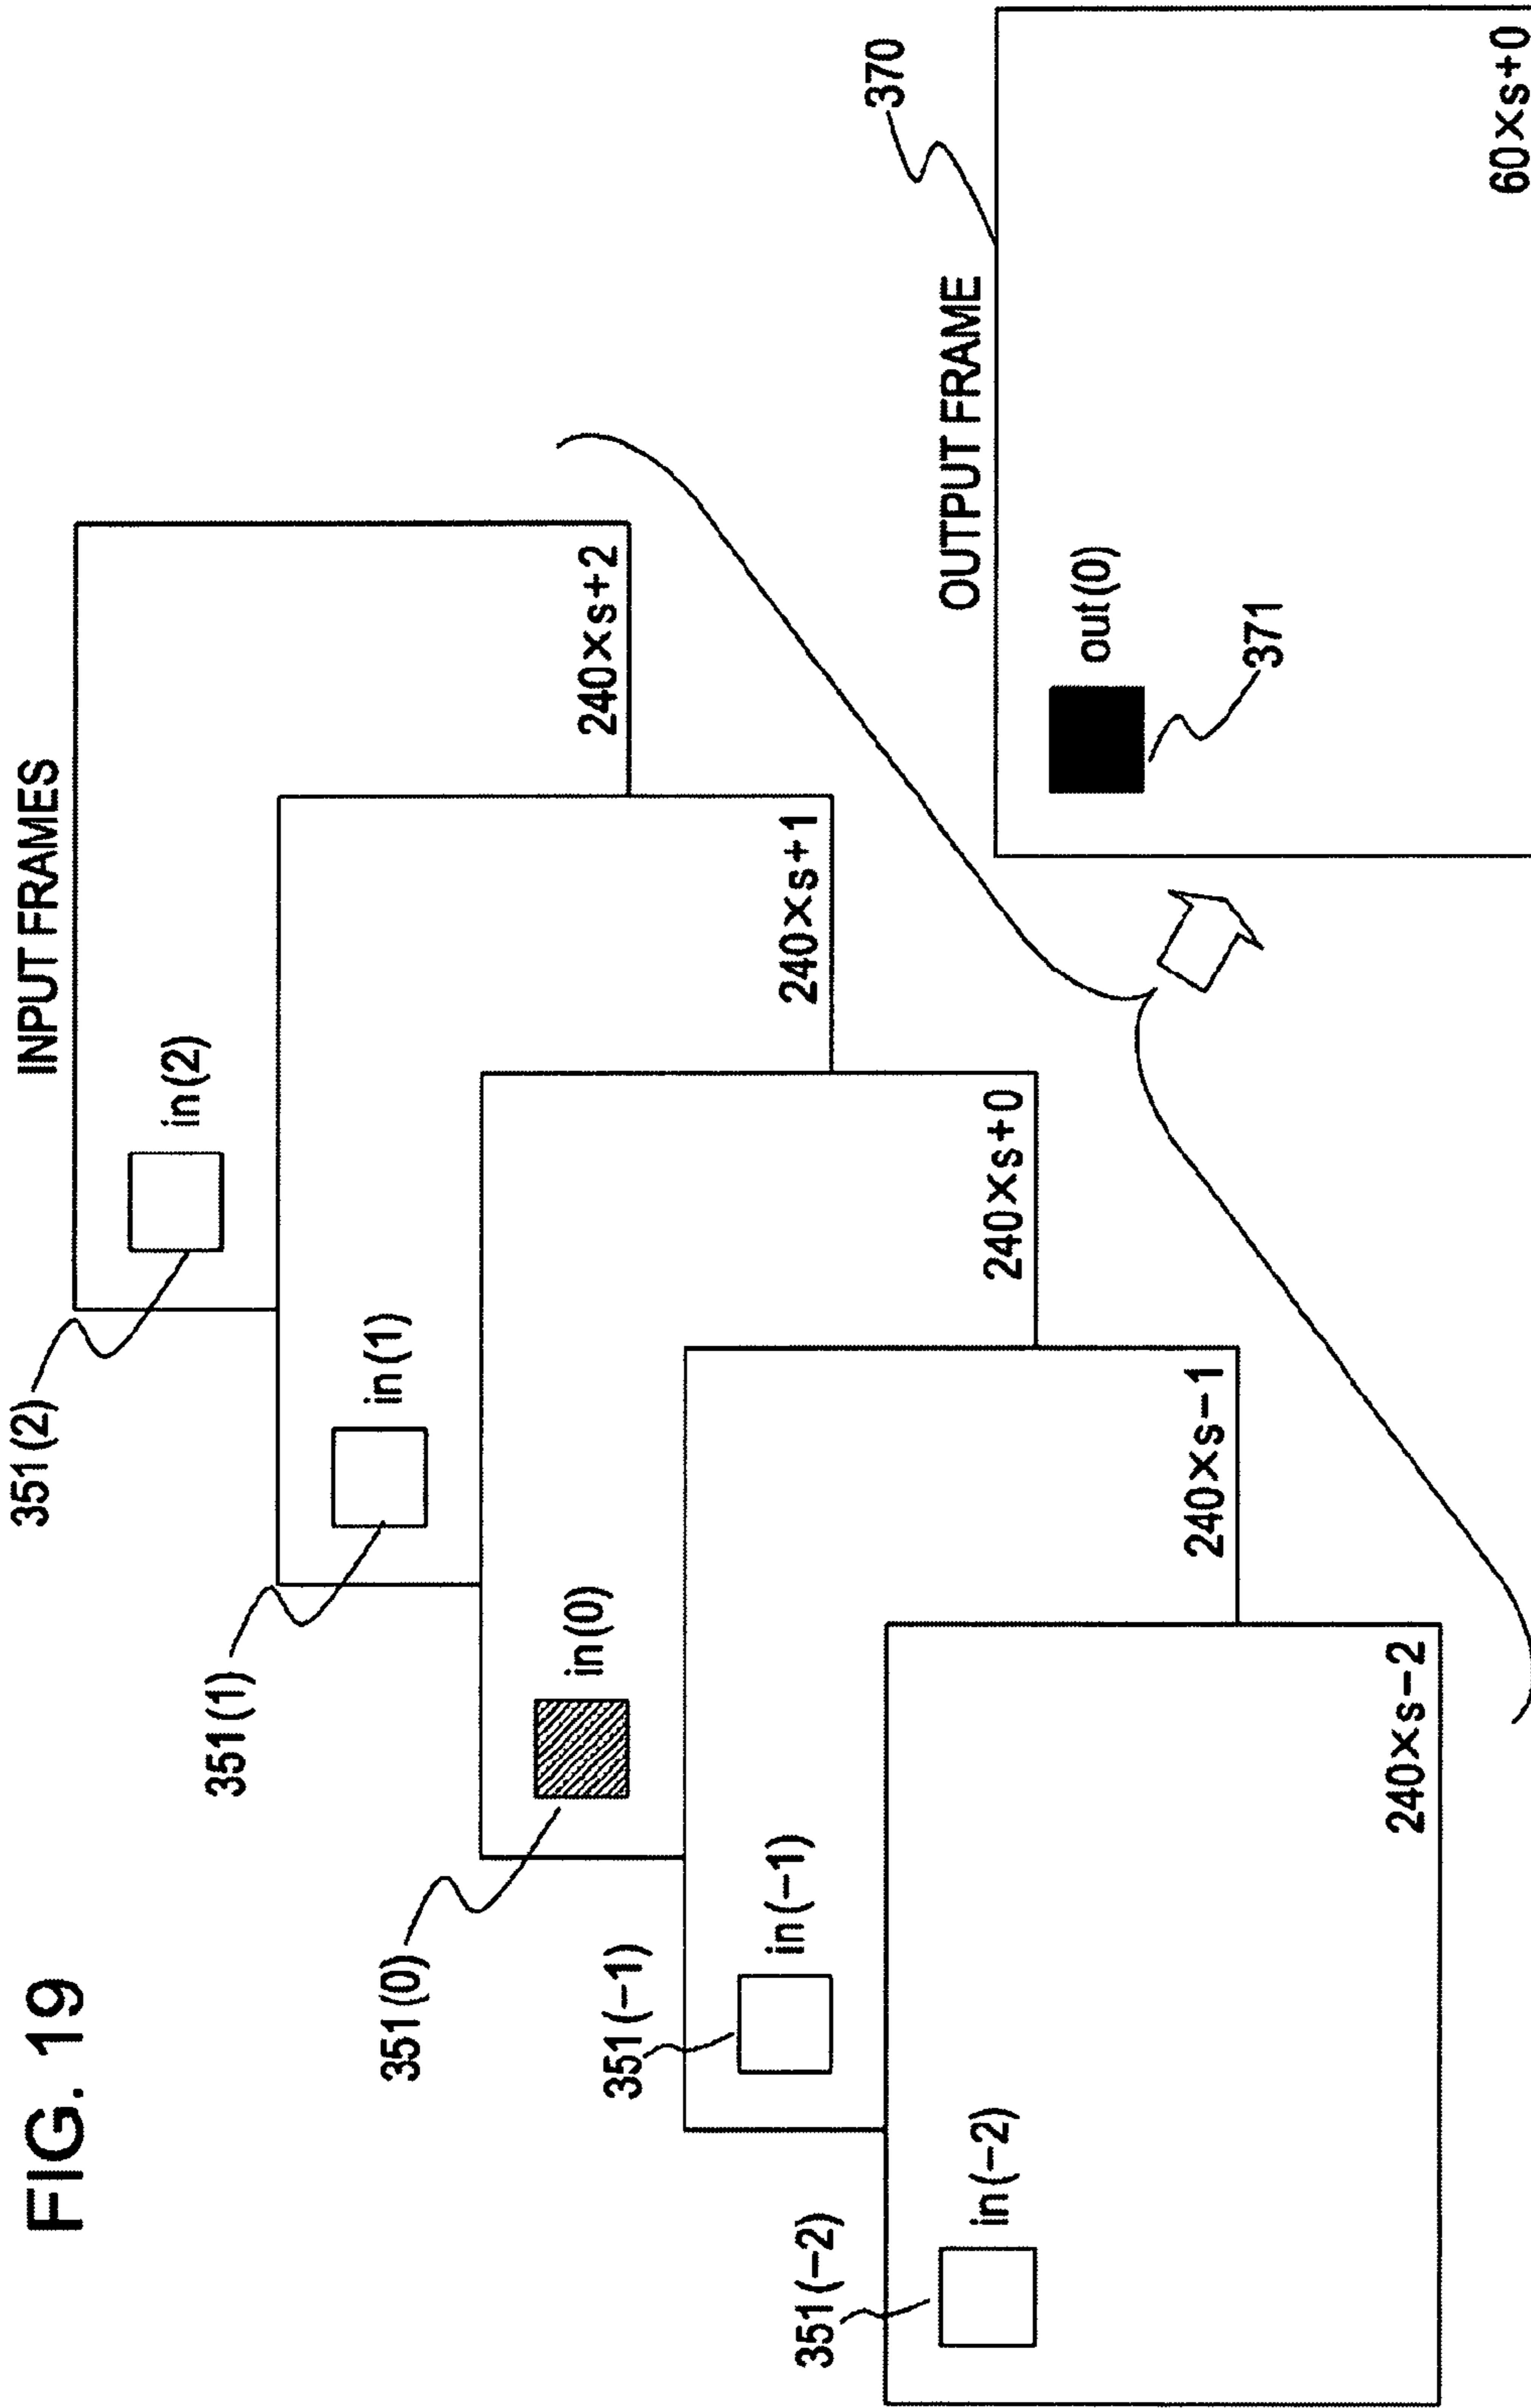 FIG. 19
INPUT FRAMES
351(2)
in(2)
240×s+2
351(1)
in(1)
240×s+1
351(0)
in(0)
240×s+0
351(-1)
in(-1)
240×s-1
351(-2)
in(-2)
240×s-2
OUTPUT FRAME
370
out(0)
371
60×s+0